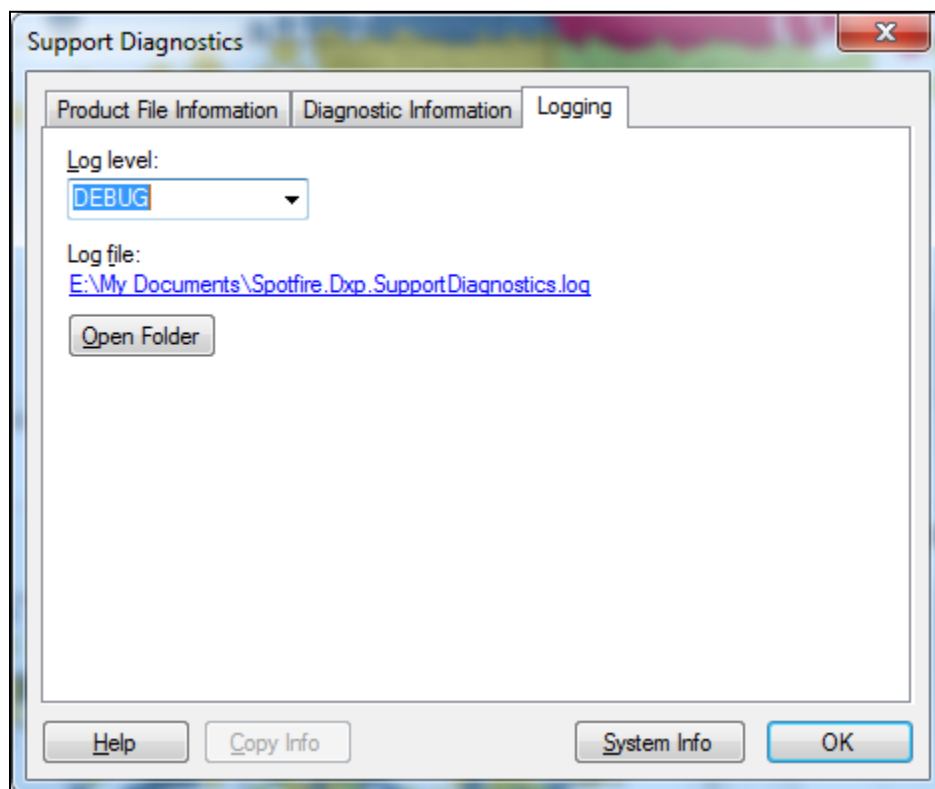 Support Diagnostics
Product File Information Diagnostic Information Logging
Log level:
DEBUG
Log file:
E:\My Documents\Spotfire.Dxp.SupportDiagnostics.log
Open Folder
Help Copy Info System Info OK